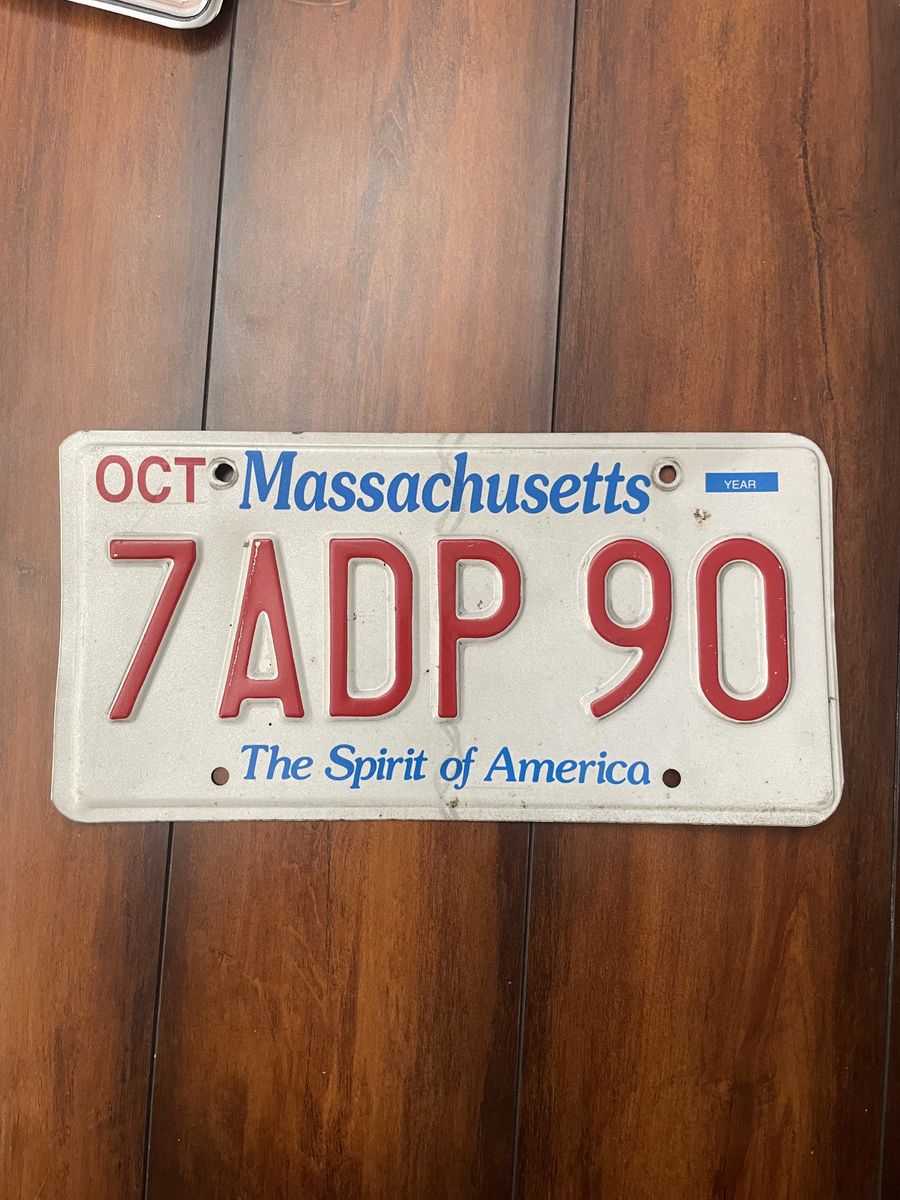 OCT Massachusetts YEAR
7ADP 90
The Spirit of America